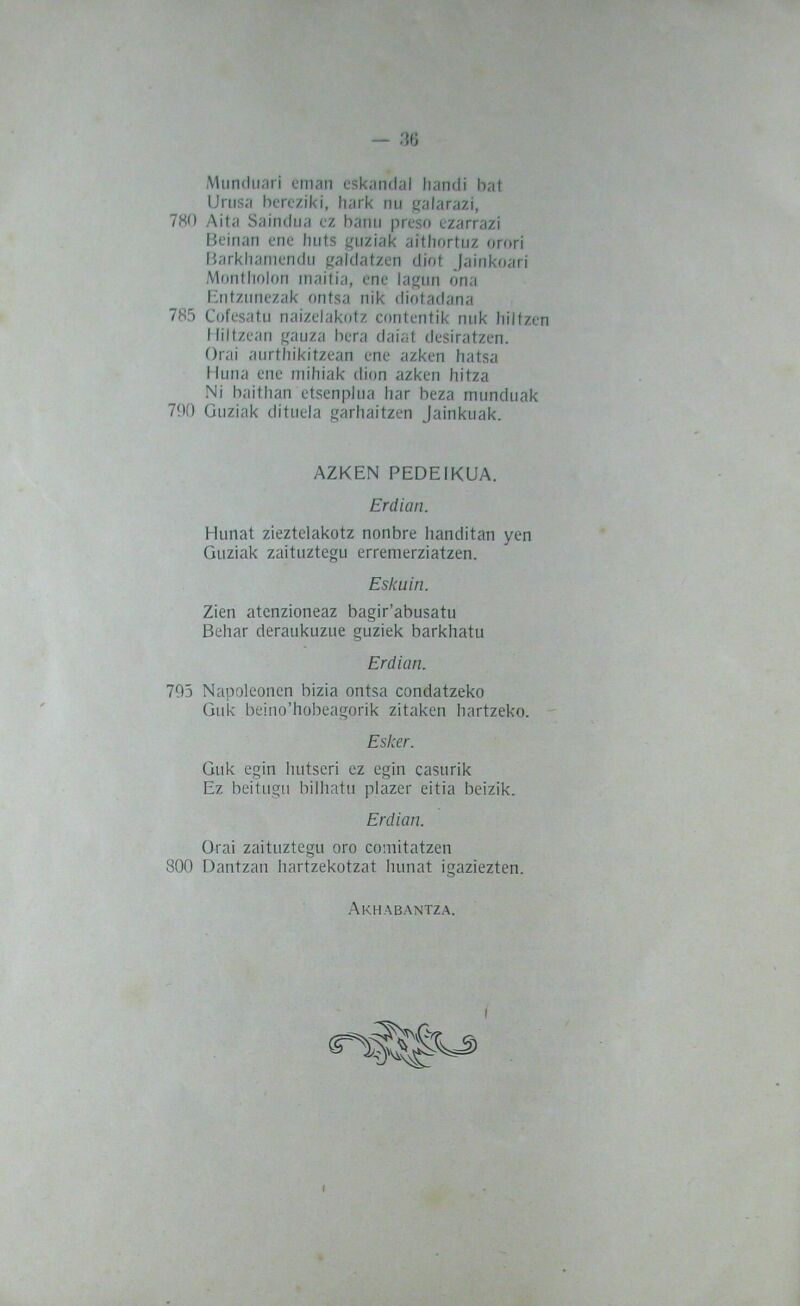 — 36
Munduari eman eskandal handi bat
Urusa bereziki, hark nu galarazi,
780 Aita Saindua ez banu preso ezarrazi
Beinan ene huts guziak aithortuz orori
Barkhamendu galdatzen diot Jainkoari
Montholon maitia, ene lagun ona
Entzunezak ontsa nik diotadana
785 Cofesatu naizelakotz contentik nuk hiltzen
Hiltzean gauza bera daiat desiratzen.
Orai aurthikitzean ene azken hatsa
Huna ene mihiak dion azken hitza
Ni baithan etsenplua har beza munduak
790 Guziak dituela garhaitzen Jainkuak.
AZKEN PEDEIKUA.
Erdian.
Hunat zieztelakotz nonbre handitan yen
Guziak zaituztegu erremerziatzen.
Eskuin.
Zien atenzioneaz bagir'abusatu
Behar deraukuzue guziek barkhatu
Erdian.
795 Napoleonen bizia ontsa condatzeko
Guk beino'hobeagorik zitaken hartzeko.
Esker.
Guk egin hutseri ez egin casurik
Ez beitugu bilhatu plazer eitia beizik.
Erdian.
Orai zaituztegu oro comitatzen
800 Dantzan hartzekotzat hunat igaziezten.
AKHABANTZA.